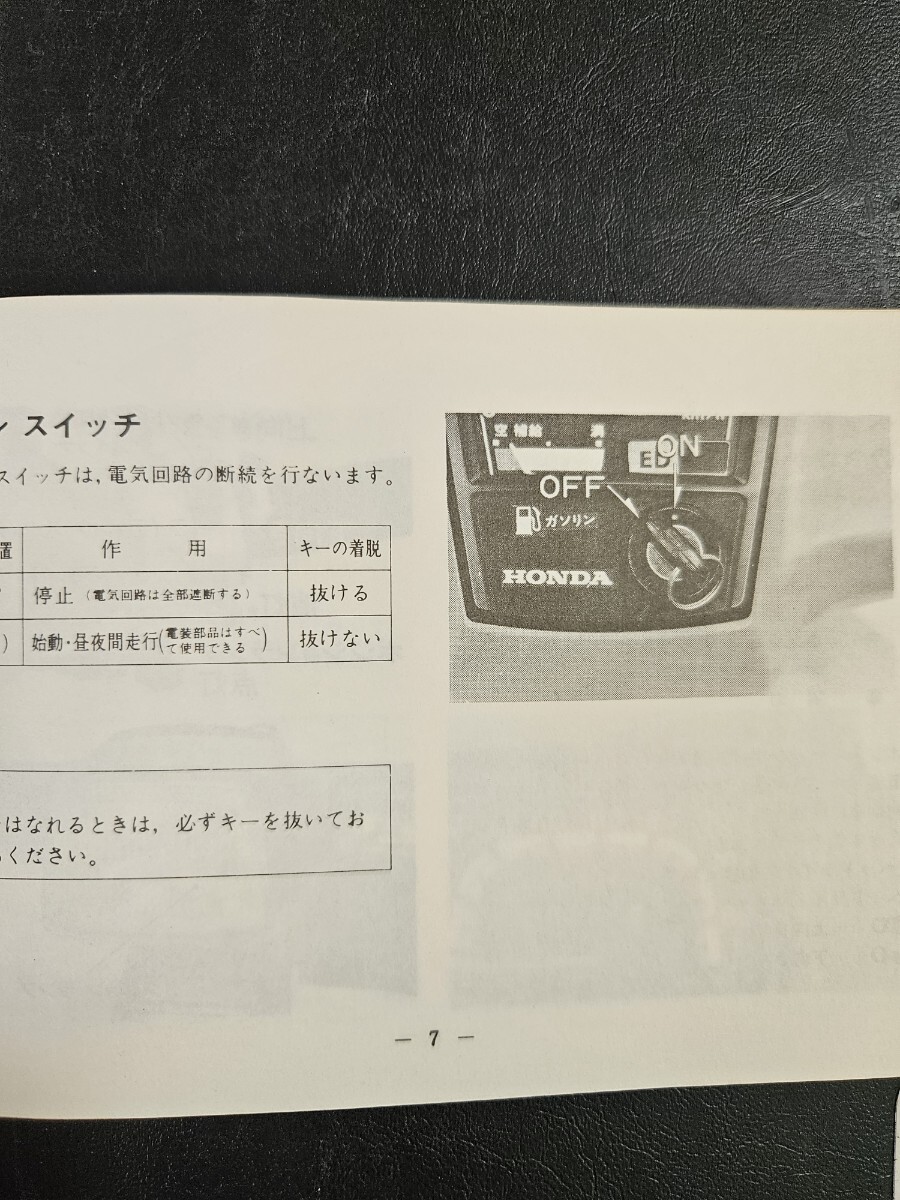 ン スイッチ
スイッチは，電気回路の断続を行ないます。
置 作 用 キーの着脱
停止 （電気回路は全部遮断する） 抜ける
) 始動・昼夜間走行(電装部品はすべ
て使用できる) 抜けない
はなれるときは，必ずキーを抜いてお
ください。
空 補給 満
ON
OFF
ガソリン
HONDA
— 7 —